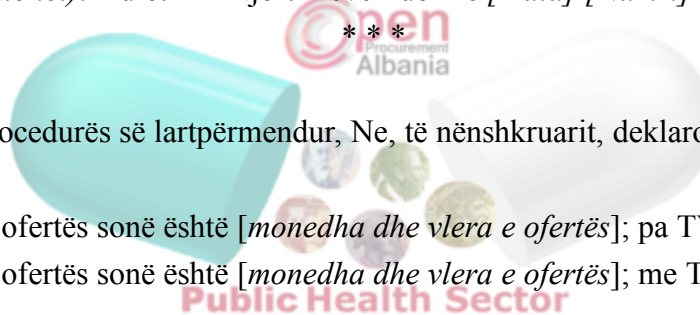 * * *
Open
Procurement
Albania
ocedurës së lartpërmendur, Ne, të nënshkruarit, deklaro
ofertës sonë është [monedha dhe vlera e ofertës]; pa T
ofertës sonë është [monedha dhe vlera e ofertës]; me T
Public Health Sector